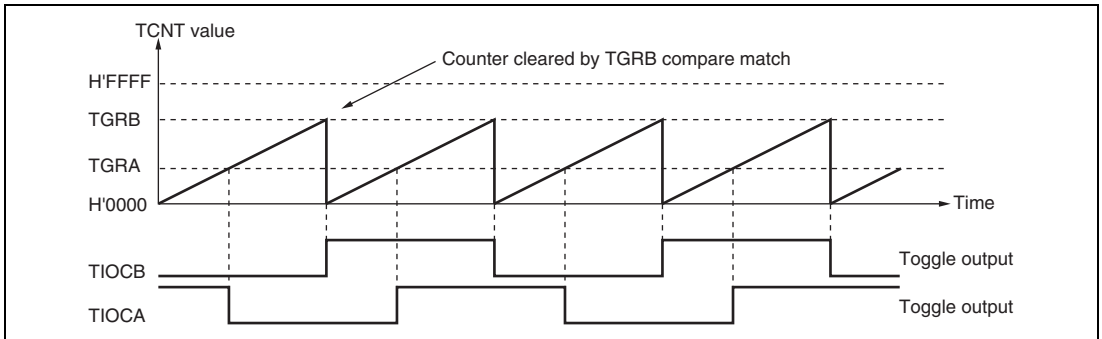 TCNT value
Counter cleared by TGRB compare match
H'FFFF
TGRB
TGRA
H'0000
Time
TIOCB
Toggle output
TIOCA
Toggle output